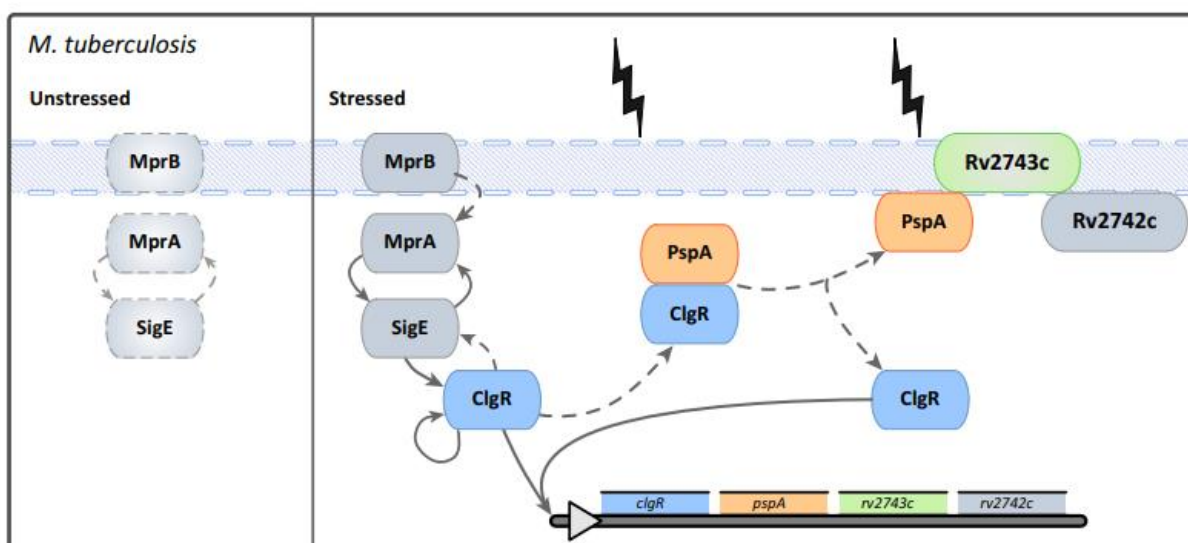 M. tuberculosis
Unstressed
Stressed
MprB
MprB
Rv2743c
MprA
MprA
PspA
Rv2742c
PspA
SigE
SigE
ClgR
ClgR
ClgR
clgR pspA rv2743c rv2742c